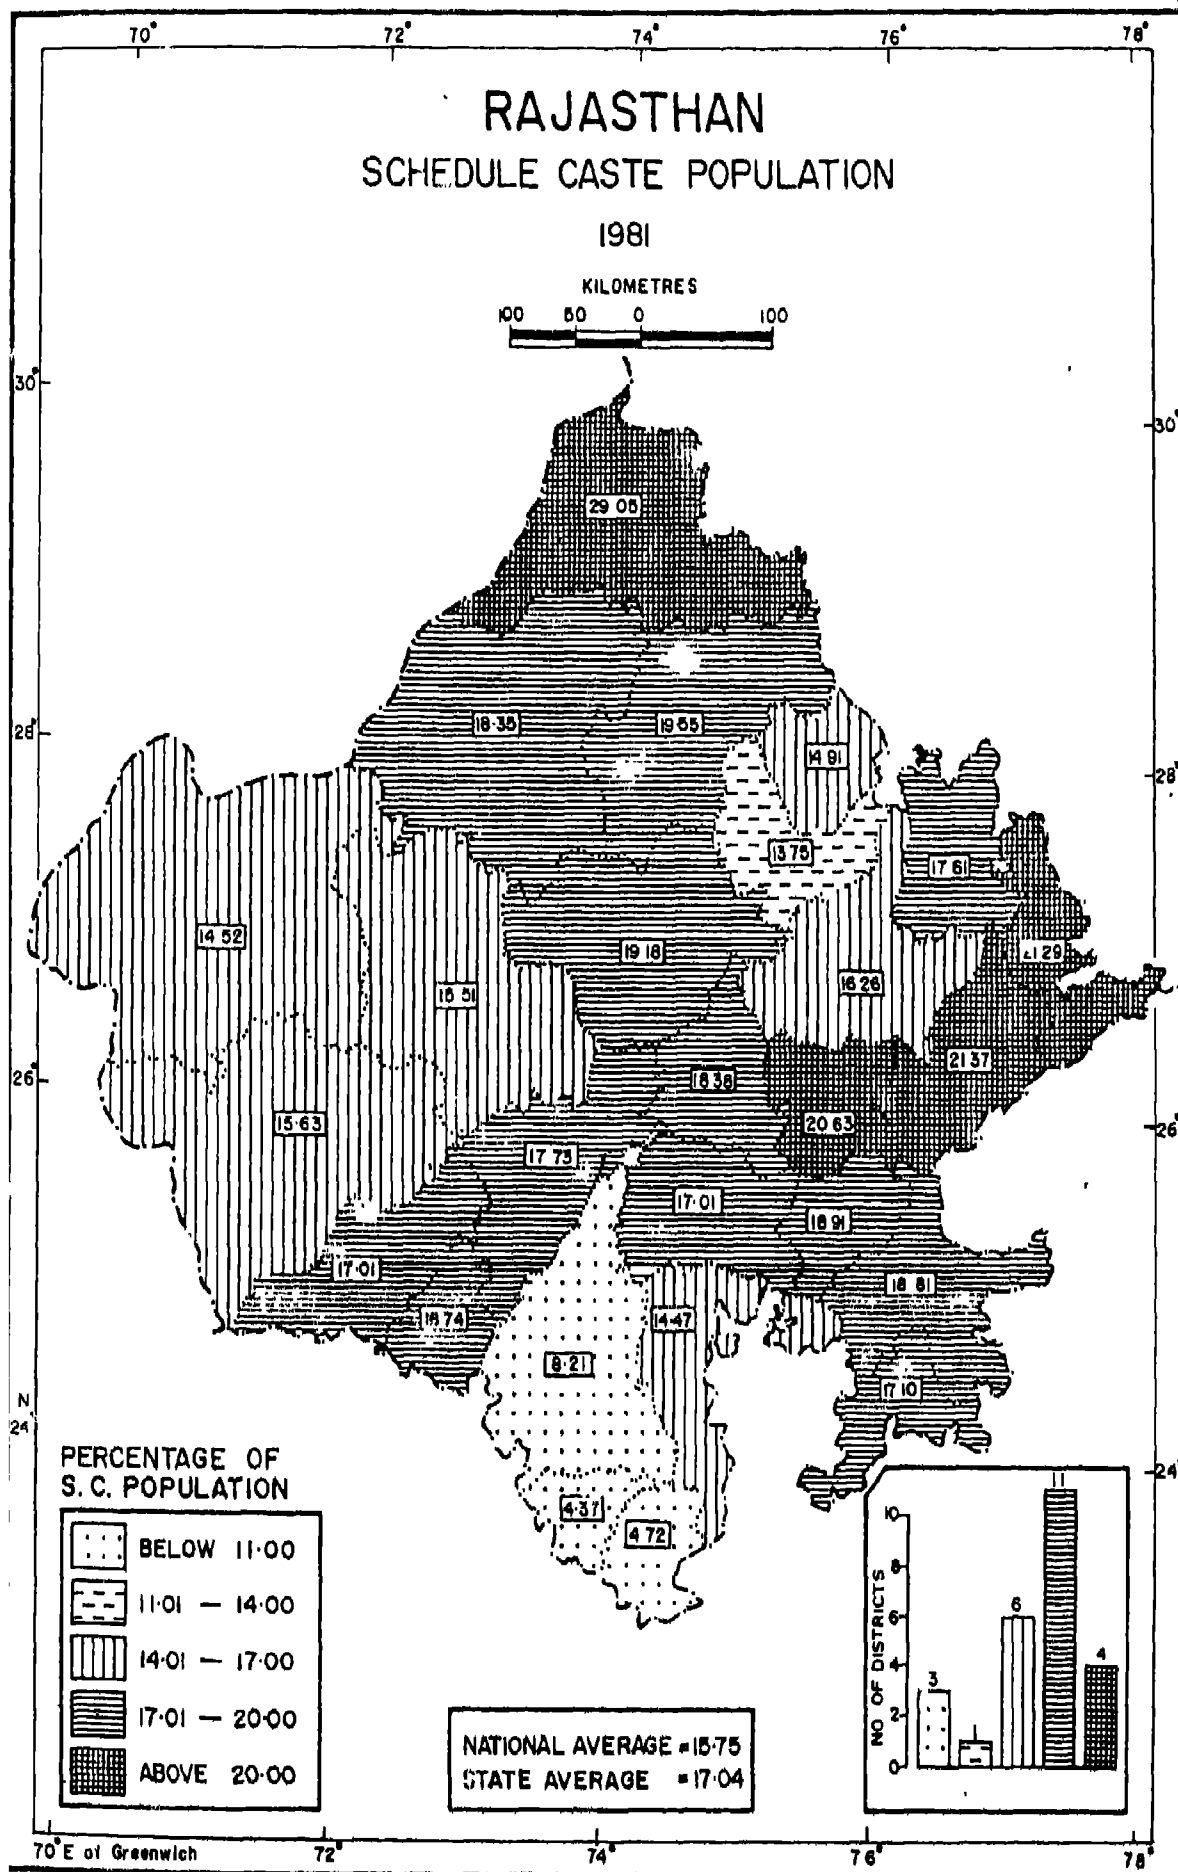 70° 72° 74° 76° 78°
RAJASTHAN
SCHEDULE CASTE POPULATION
1981
KILOMETRES
100 50 0 100
30° 30°
29·05
18·35 19·55
28° 28°
14·91
13·75
17·61
14·52
19·18
21·29
15·51
16·26
21·37
26° 26°
18·38
15·63
20·63
17·73
17·01
18·91
17·01
18·81
18·74
14·47
8·21
17·10
N
24° 24°
4·37
4·72
PERCENTAGE OF
S. C. POPULATION
BELOW 11·00
11·01 — 14·00
14·01 — 17·00
17·01 — 20·00
ABOVE 20·00
NATIONAL AVERAGE = 15·75
STATE AVERAGE = 17·04
NO OF DISTRICTS
10
8
6
4
2
0
3 1 6 11 4
70° E of Greenwich 72° 74° 76° 78°